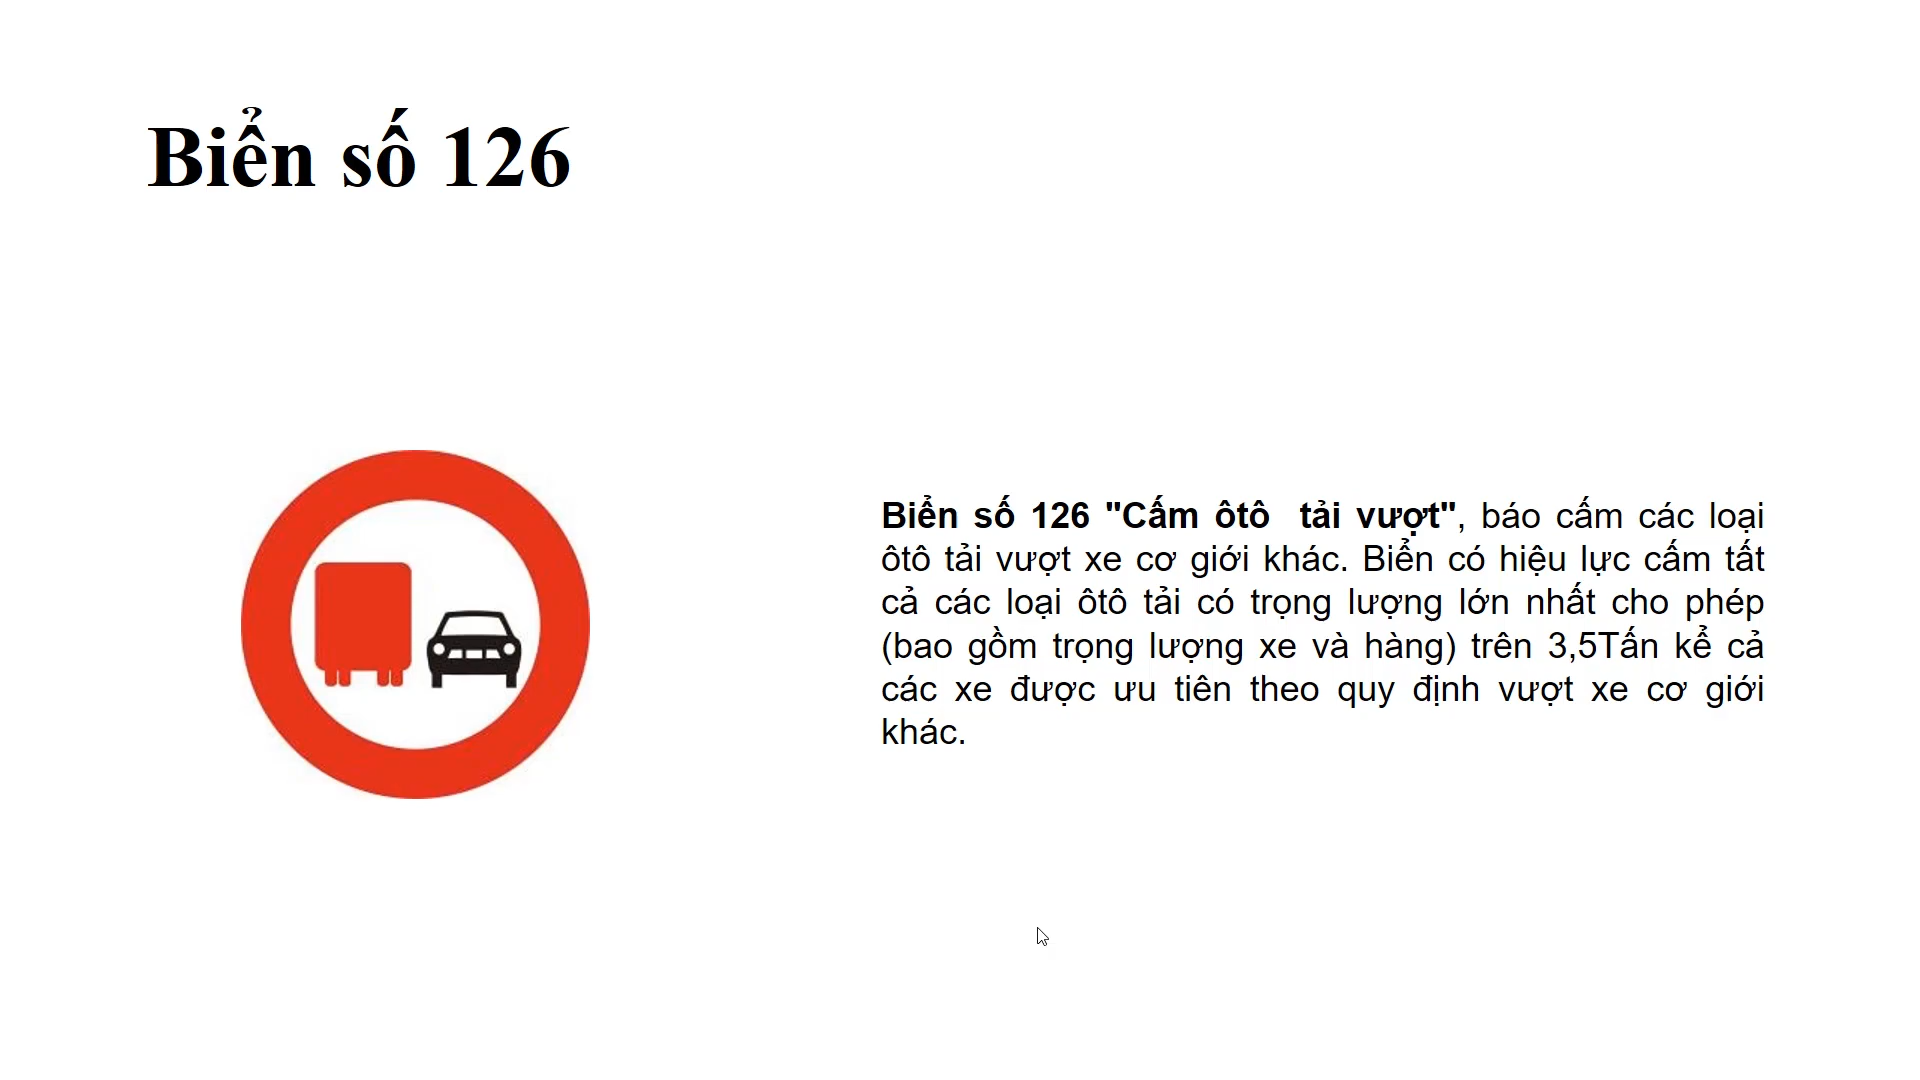 Biển số 126
Biển số 126 "Cấm ôtô  tải vượt", báo cấm các loại
ôtô tải vượt xe cơ giới khác. Biển có hiệu lực cấm tất
cả các loại ôtô tải có trọng lượng lớn nhất cho phép
(bao gồm trọng lượng xe và hàng) trên 3,5Tấn kể cả
các xe được ưu tiên theo quy định vượt xe cơ giới
khác.